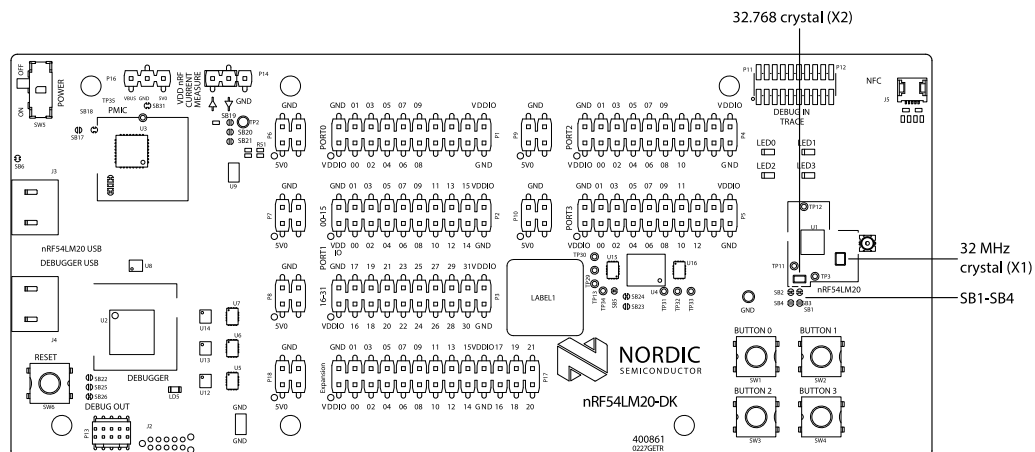 32.768 crystal (X2)
OFF
ON
POWER
SW5
P16
VBUS GND 5V0
TP35
SB31
SB18
PMIC
U3
SB17
SB6
VDD nRF
CURRENT
MEASURE
P14
GND
SB19
TP2
SB20
SB21
RS1
U9
GND
P6
5V0
PORT0
GND 01 03 05 07 09 VDDIO
P1
VDDIO 00 02 04 06 08 GND
GND
P9
5V0
PORT2
GND 01 03 05 07 09 VDDIO
P4
VDDIO 00 02 04 06 08 10 GND
P11
P12
DEBUG IN
TRACE
NFC
J5
LED0 LED1
LED2 LED3
J3
nRF54LM20 USB
DEBUGGER USB
U8
GND
P7
5V0
00-15
PORT1
GND 01 03 05 07 09 11 13 15 VDDIO
P2
VDD
IO
00 02 04 06 08 10 12 14 GND
GND
P10
5V0
PORT3
GND 01 03 05 07 09 11 VDDIO
P5
VDDIO 00 02 04 06 08 10 12 GND
TP12
U1
TP11
TP3
nRF54LM20
32 MHz
crystal (X1)
SB2
SB4
SB3
SB1
SB1-SB4
GND
TP30
TP29
TP13
TP34
U15
SB5
SB24
SB23
U4
U16
TP31
TP32
TP33
LABEL1
J4
U2
DEBUGGER
U7
U14
U6
U13
U5
U12
LD5
GND
P8
5V0
16-31
GND 17 19 21 23 25 27 29 31 VDDIO
P3
VDDIO 16 18 20 22 24 26 28 30 GND
RESET
SW6
SB22
SB25
SB26
DEBUG OUT
P13
J2
GND
GND
GND
P18
5V0
Expansion
GND 01 03 05 07 09 11 13 15 VDDIO 17 19 21
P17
VDDIO 00 02 04 06 08 10 12 14 GND 16 18 20
NORDIC
SEMICONDUCTOR
nRF54LM20-DK
400861
0227GETR
BUTTON 0 BUTTON 1
SW1 SW2
BUTTON 2 BUTTON 3
SW3 SW4